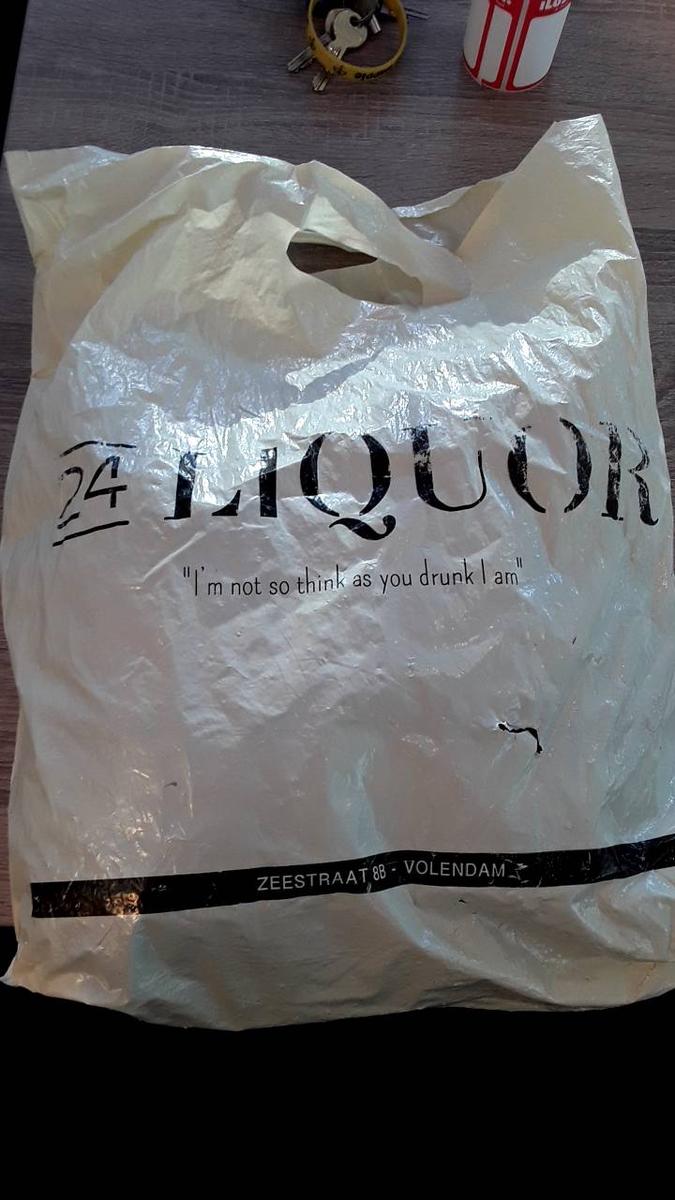 24 LIQUOR
"I'm not so think as you drunk I am"
ZEESTRAAT 8B - VOLENDAM